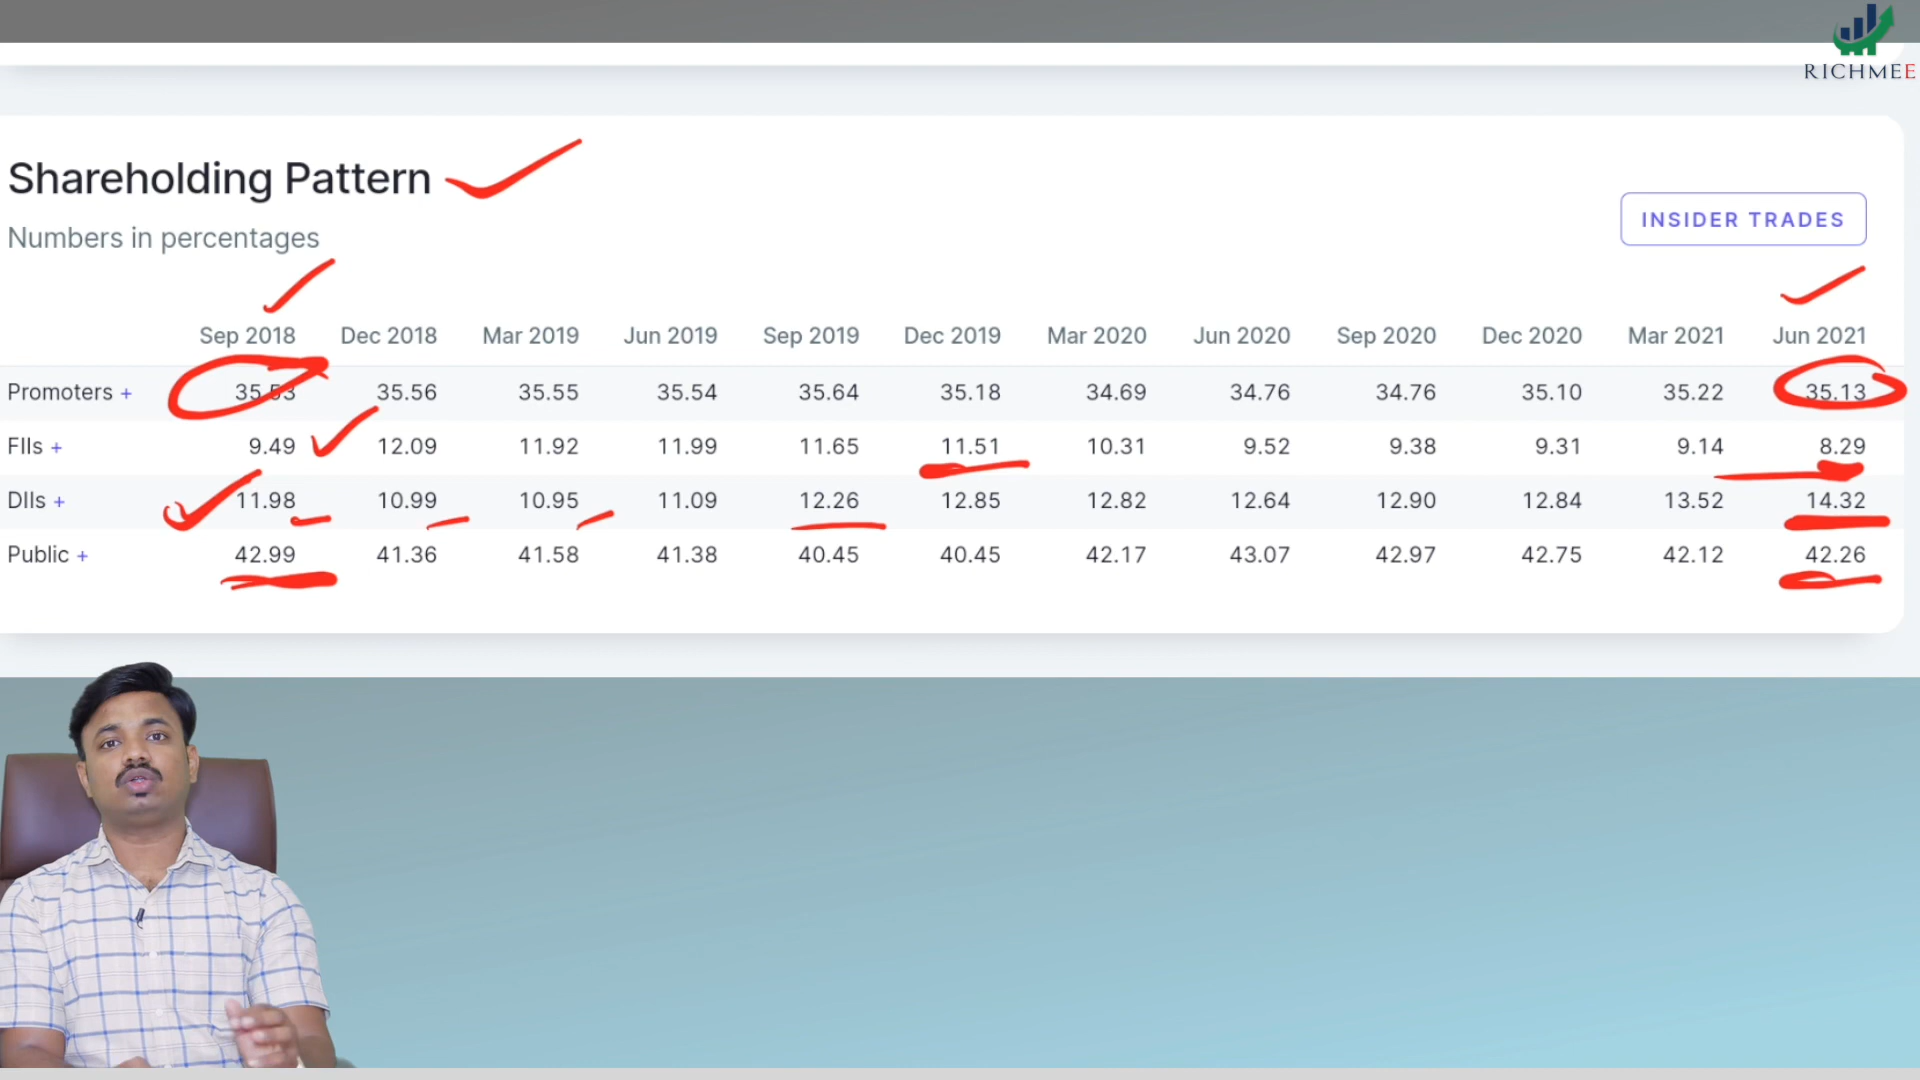 RICHMEE
Shareholding Pattern
INSIDER TRADES
Numbers in percentages
Sep 2018 Dec 2018 Mar 2019 Jun 2019 Sep 2019 Dec 2019 Mar 2020 Jun 2020 Sep 2020 Dec 2020 Mar 2021 Jun 2021
Promoters + 35.53 35.56 35.55 35.54 35.64 35.18 34.69 34.76 34.76 35.10 35.22 35.13
FIIs + 9.49 12.09 11.92 11.99 11.65 11.51 10.31 9.52 9.38 9.31 9.14 8.29
DIIs + 11.98 10.99 10.95 11.09 12.26 12.85 12.82 12.64 12.90 12.84 13.52 14.32
Public + 42.99 41.36 41.58 41.38 40.45 40.45 42.17 43.07 42.97 42.75 42.12 42.26